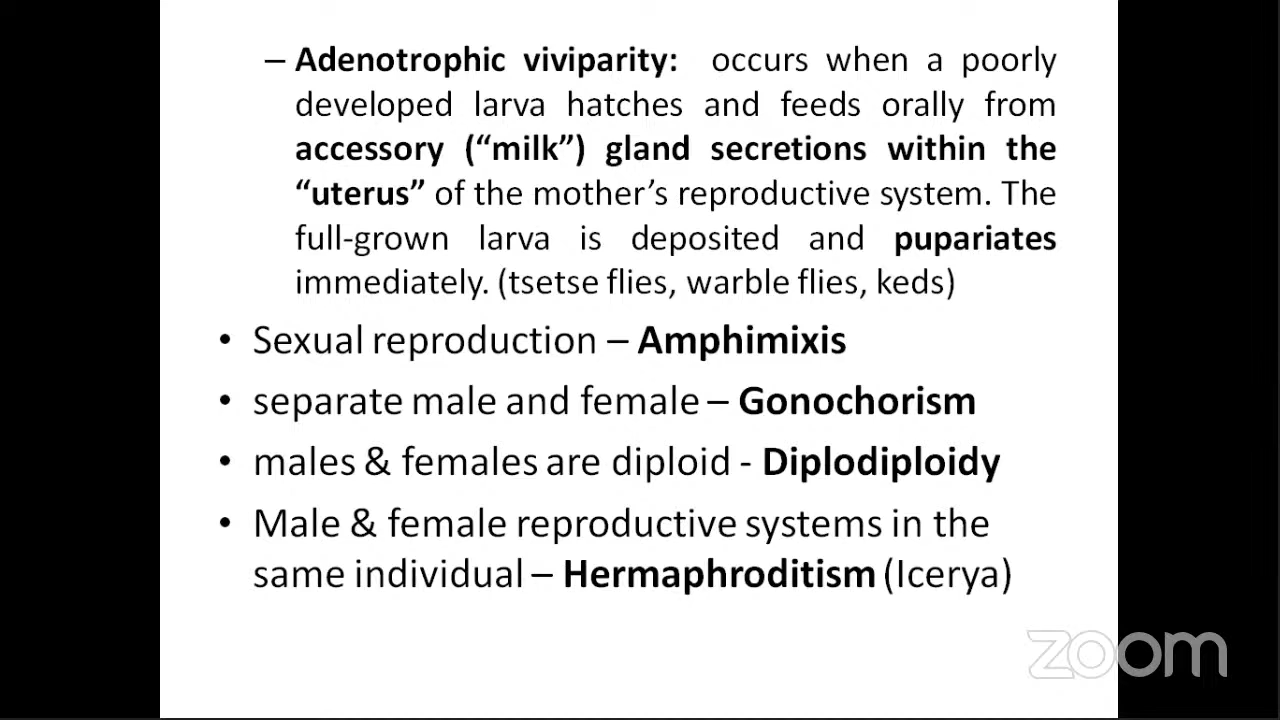 – Adenotrophic viviparity: occurs when a poorly
developed larva hatches and feeds orally from
accessory (“milk”) gland secretions within the
“uterus” of the mother’s reproductive system. The
full-grown larva is deposited and pupariates
immediately. (tsetse flies, warble flies, keds)
• Sexual reproduction – Amphimixis
• separate male and female – Gonochorism
• males & females are diploid - Diplodiploidy
• Male & female reproductive systems in the
same individual – Hermaphroditism (Icerya)
zoom